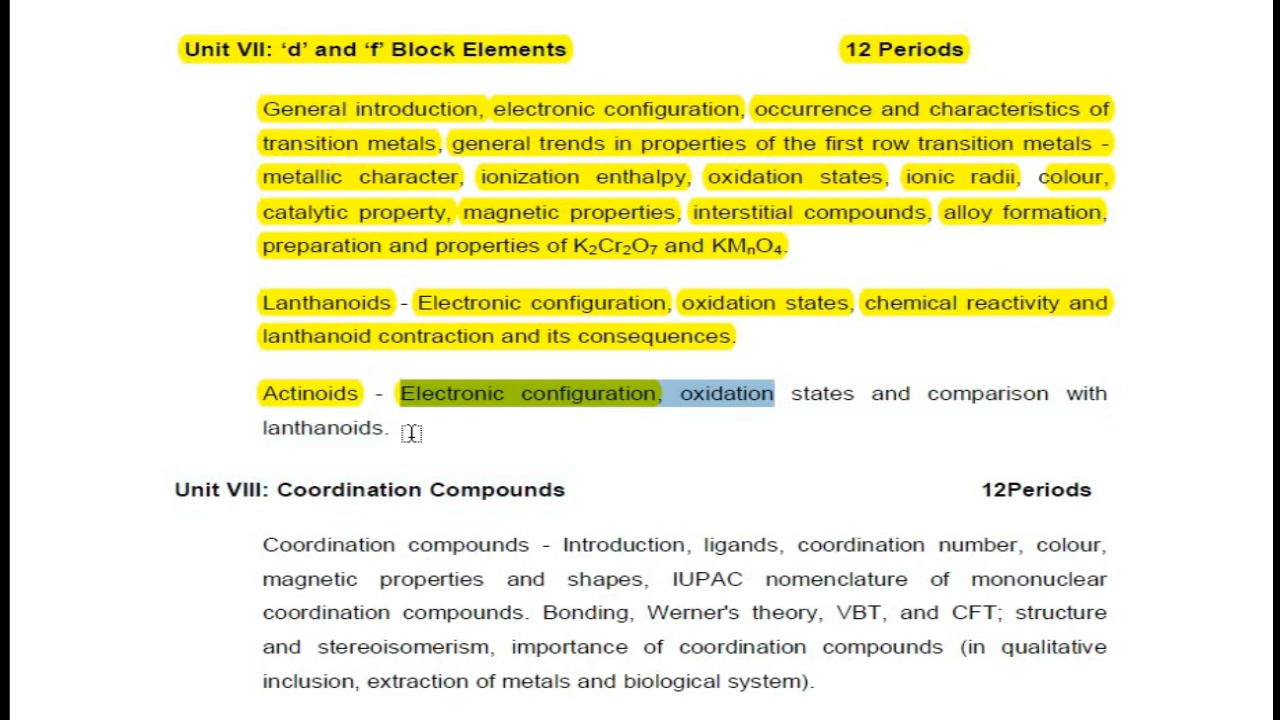 Unit VII: ‘d’ and ‘f’ Block Elements 12 Periods
General introduction, electronic configuration, occurrence and characteristics of
transition metals, general trends in properties of the first row transition metals -
metallic character, ionization enthalpy, oxidation states, ionic radii, colour,
catalytic property, magnetic properties, interstitial compounds, alloy formation,
preparation and properties of K₂Cr₂O₇ and KMₙO₄.
Lanthanoids - Electronic configuration, oxidation states, chemical reactivity and
lanthanoid contraction and its consequences.
Actinoids - Electronic configuration, oxidation states and comparison with
lanthanoids.
Unit VIII: Coordination Compounds 12Periods
Coordination compounds - Introduction, ligands, coordination number, colour,
magnetic properties and shapes, IUPAC nomenclature of mononuclear
coordination compounds. Bonding, Werner's theory, VBT, and CFT; structure
and stereoisomerism, importance of coordination compounds (in qualitative
inclusion, extraction of metals and biological system).